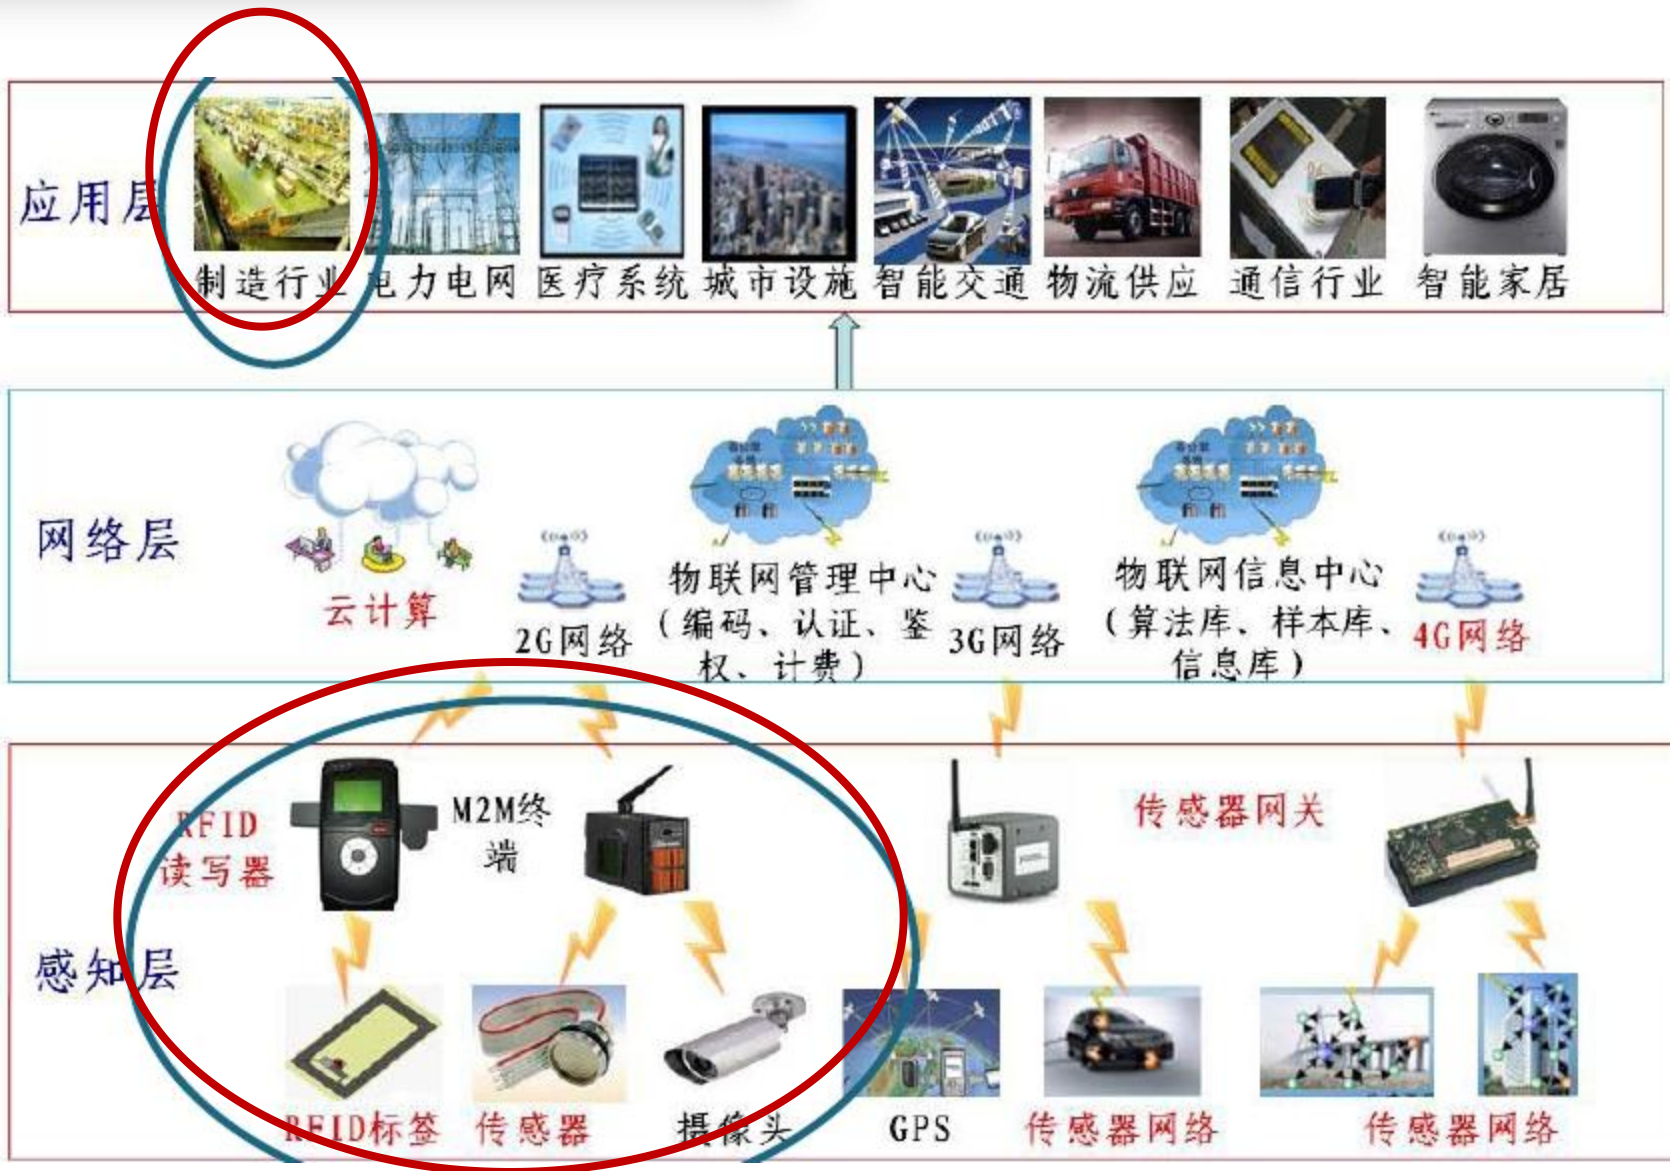 应用层
制造行业 电力电网 医疗系统 城市设施 智能交通 物流供应 通信行业 智能家居
网络层
云计算
2G网络
物联网管理中心
(编码、认证、鉴
权、计费)
3G网络
物联网信息中心
(算法库、样本库、
信息库)
4G网络
感知层
RFID
读写器
M2M终
端
传感器网关
RFID标签 传感器 摄像头 GPS 传感器网络 传感器网络